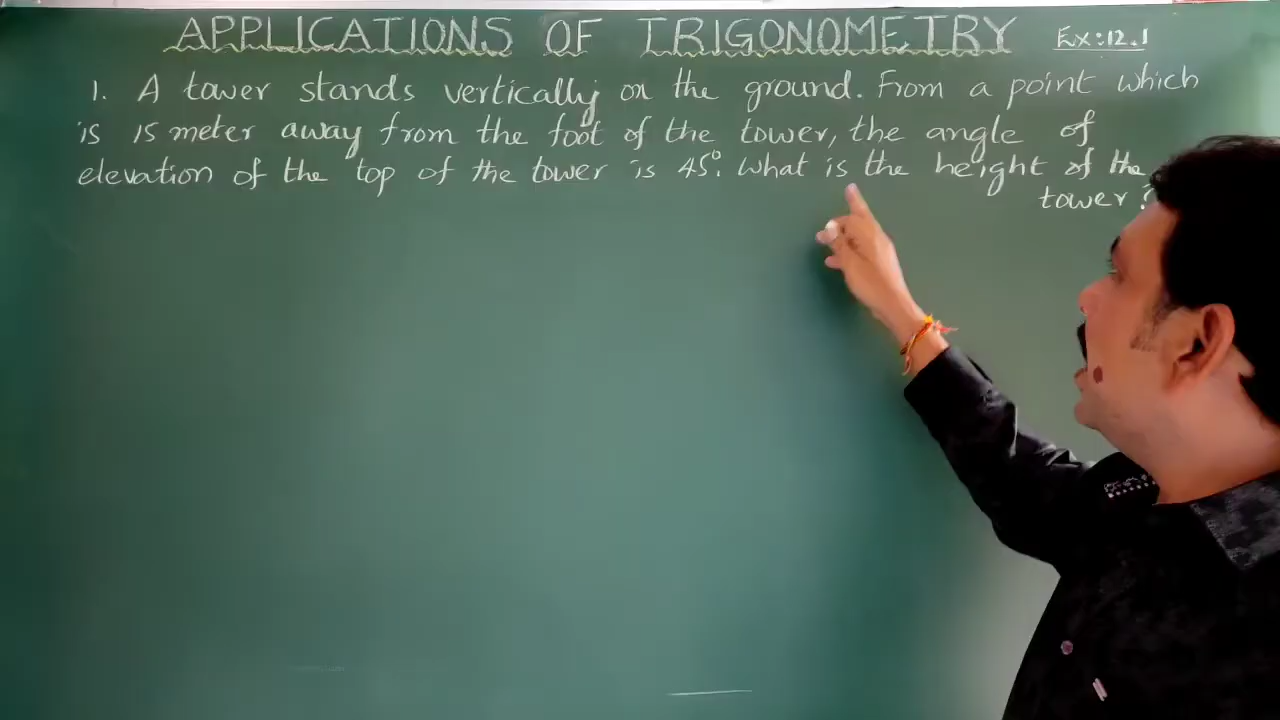 APPLICATIONS OF TRIGONOMETRY Ex:12.1
1. A tower stands vertically on the ground. From a point which
is 15 meter away from the foot of the tower, the angle of
elevation of the top of the tower is 45°. What is the height of the
tower?